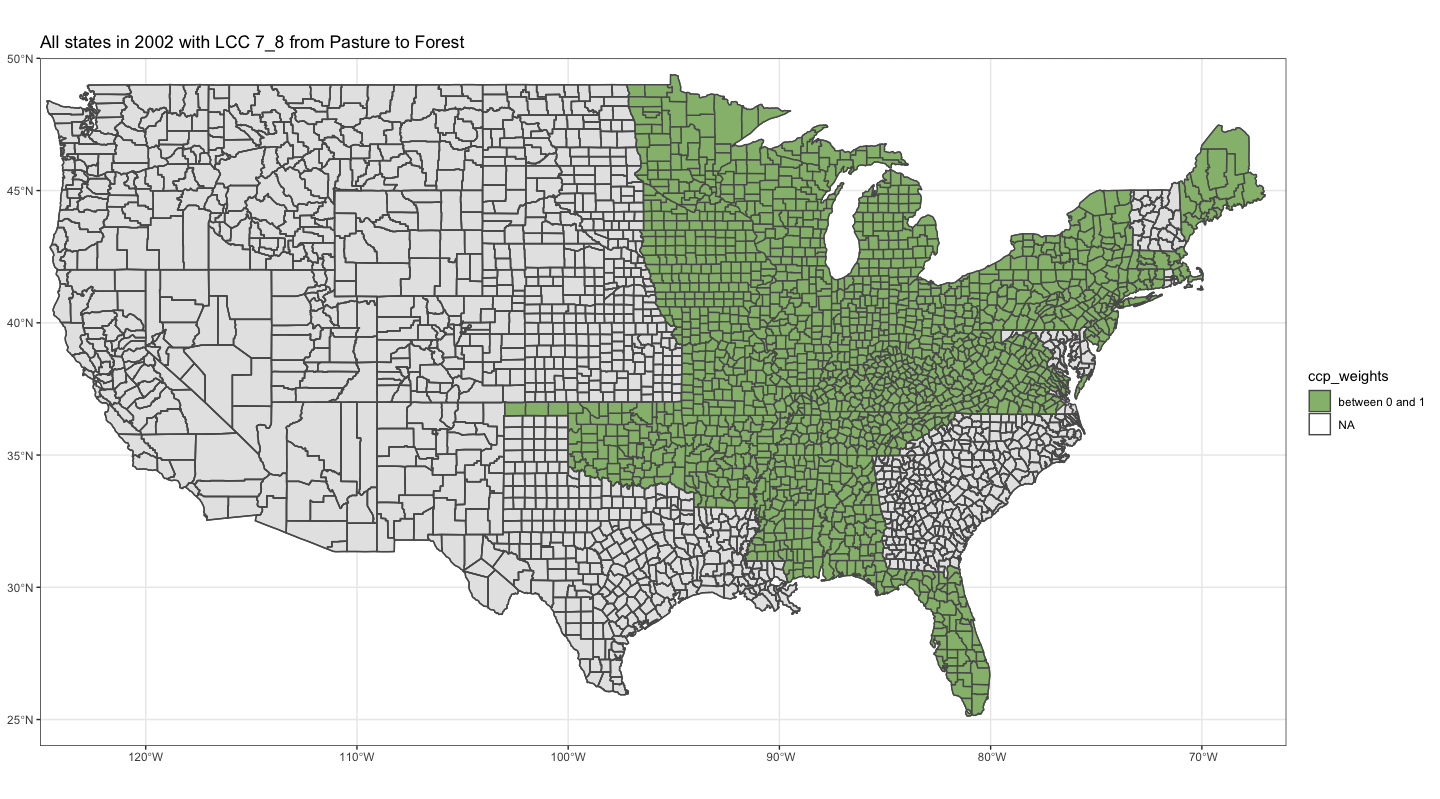 All states in 2002 with LCC 7_8 from Pasture to Forest
50°N
45°N
40°N
35°N
30°N
25°N
120°W
110°W
100°W
90°W
80°W
70°W
ccp_weights
between 0 and 1
NA